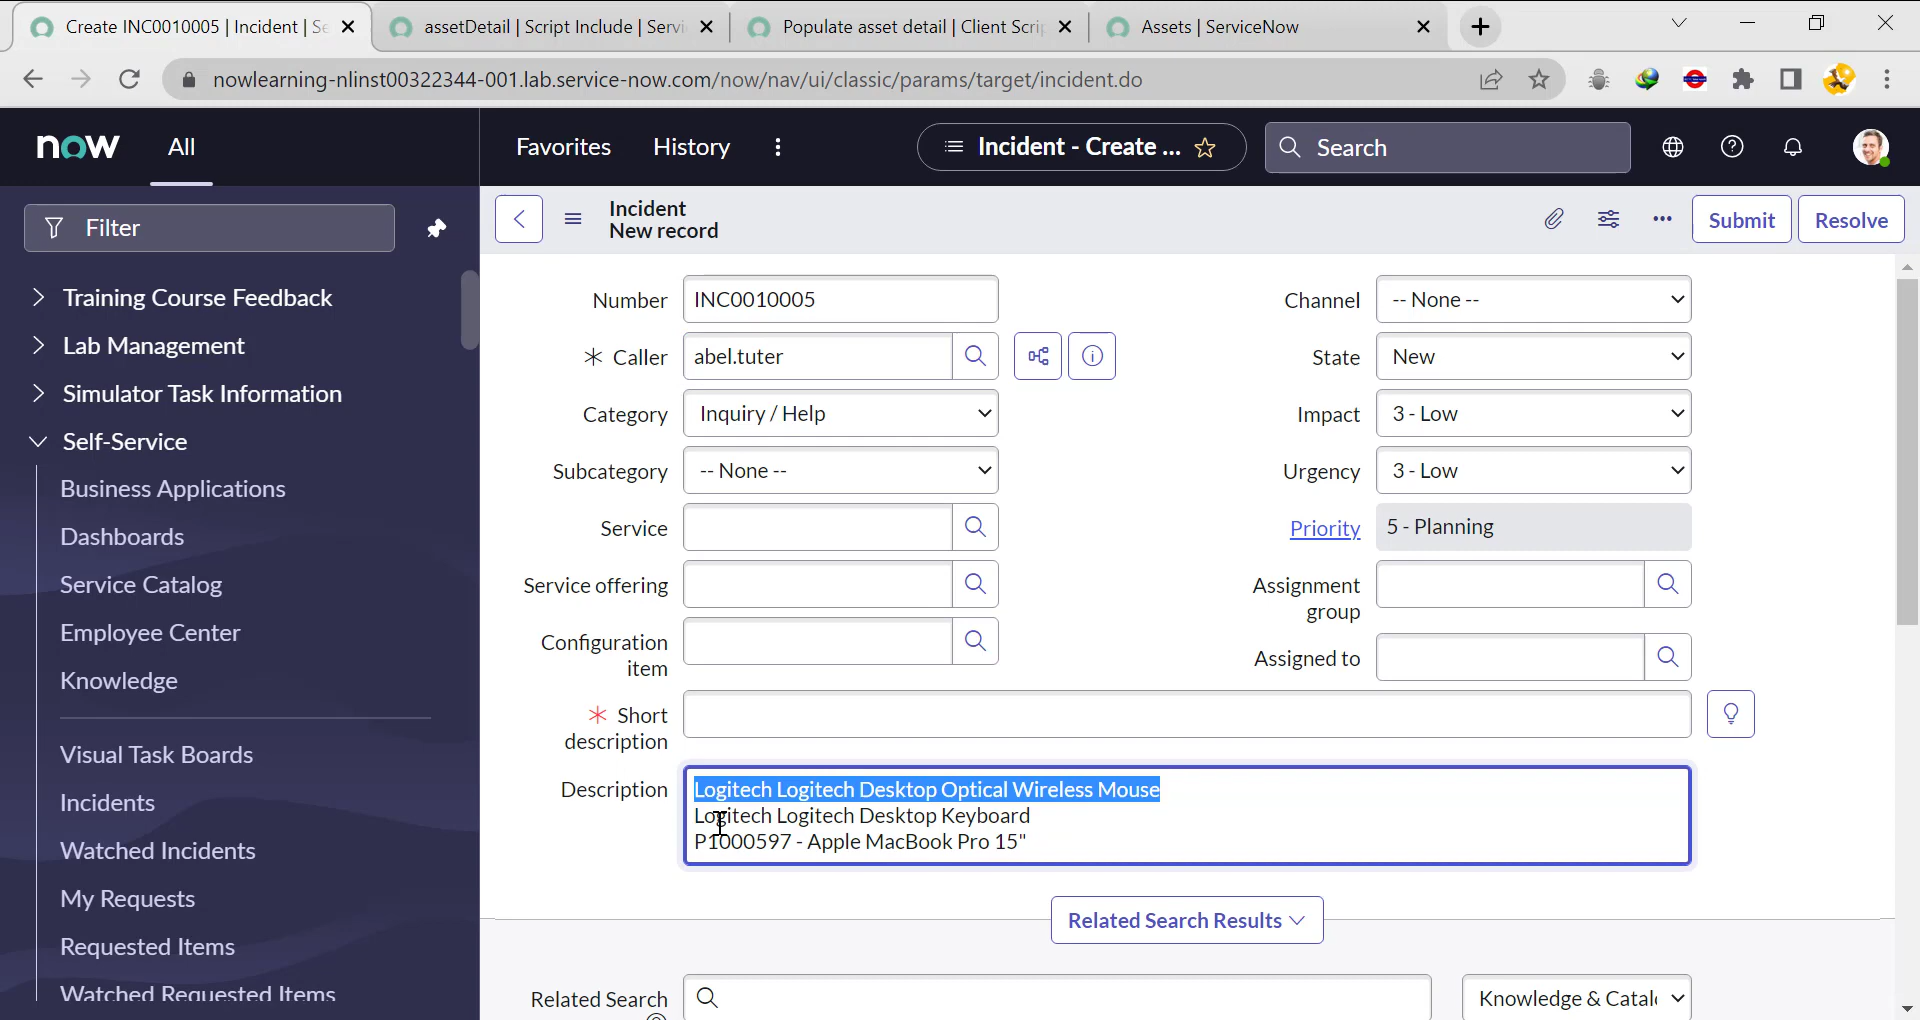 Create INC0010005 | Incident | Se
assetDetail | Script Include | Servi
Populate asset detail | Client Scrip
Assets | ServiceNow
nowlearning-nlinst00322344-001.lab.service-now.com/now/nav/ui/classic/params/target/incident.do
now
All
Favorites
History
Incident - Create ...
Search
Filter
Training Course Feedback
Lab Management
Simulator Task Information
Self-Service
Business Applications
Dashboards
Service Catalog
Employee Center
Knowledge
Visual Task Boards
Incidents
Watched Incidents
My Requests
Requested Items
Watched Requested Items
Incident
New record
Submit
Resolve
Number
INC0010005
Channel
-- None --
Caller
abel.tuter
State
New
Category
Inquiry / Help
Impact
3 - Low
Subcategory
-- None --
Urgency
3 - Low
Service
Priority
5 - Planning
Service offering
Assignment
group
Configuration
item
Assigned to
Short
description
Description
Logitech Logitech Desktop Optical Wireless Mouse
Logitech Logitech Desktop Keyboard
P1000597 - Apple MacBook Pro 15"
Related Search Results
Related Search
Knowledge & Catal